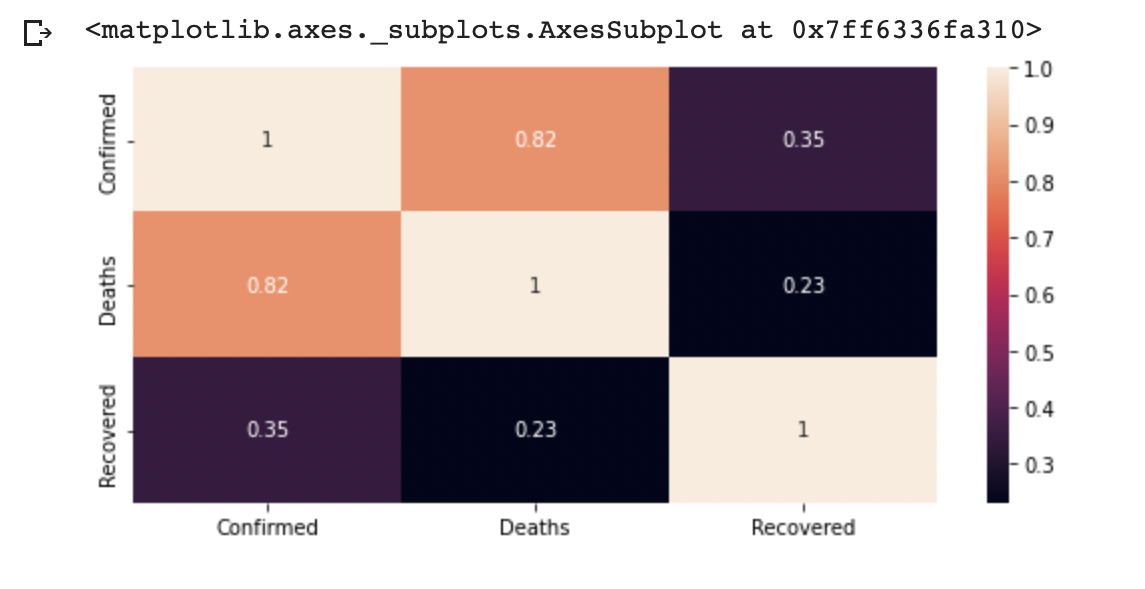 <matplotlib.axes._subplots.AxesSubplot at 0x7ff6336fa310>
Confirmed 1 0.82 0.35
Deaths 0.82 1 0.23
Recovered 0.35 0.23 1
Confirmed Deaths Recovered
1.0
0.9
0.8
0.7
0.6
0.5
0.4
0.3